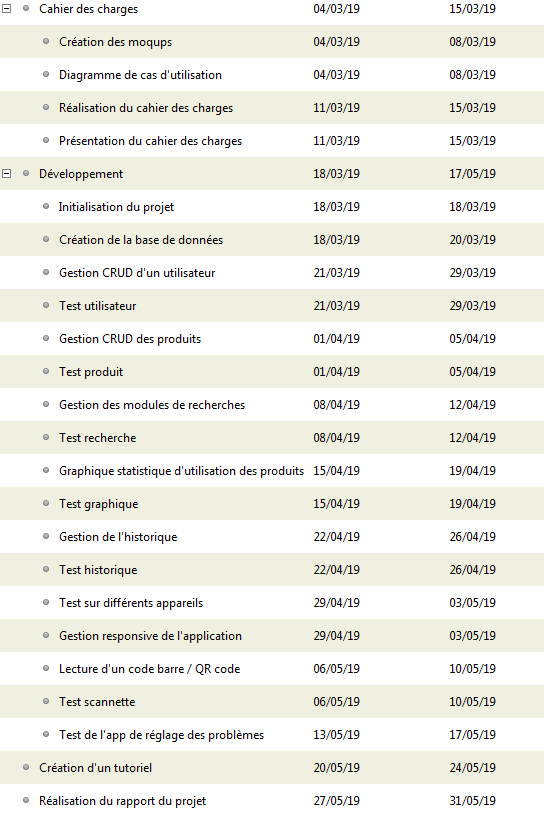 Cahier des charges 04/03/19 15/03/19
Création des moqups 04/03/19 08/03/19
Diagramme de cas d'utilisation 04/03/19 08/03/19
Réalisation du cahier des charges 11/03/19 15/03/19
Présentation du cahier des charges 11/03/19 15/03/19
Développement 18/03/19 17/05/19
Initialisation du projet 18/03/19 18/03/19
Création de la base de données 18/03/19 20/03/19
Gestion CRUD d'un utilisateur 21/03/19 29/03/19
Test utilisateur 21/03/19 29/03/19
Gestion CRUD des produits 01/04/19 05/04/19
Test produit 01/04/19 05/04/19
Gestion des modules de recherches 08/04/19 12/04/19
Test recherche 08/04/19 12/04/19
Graphique statistique d'utilisation des produits 15/04/19 19/04/19
Test graphique 15/04/19 19/04/19
Gestion de l'historique 22/04/19 26/04/19
Test historique 22/04/19 26/04/19
Test sur différents appareils 29/04/19 03/05/19
Gestion responsive de l'application 29/04/19 03/05/19
Lecture d'un code barre / QR code 06/05/19 10/05/19
Test scannette 06/05/19 10/05/19
Test de l'app de réglage des problèmes 13/05/19 17/05/19
Création d'un tutoriel 20/05/19 24/05/19
Réalisation du rapport du projet 27/05/19 31/05/19